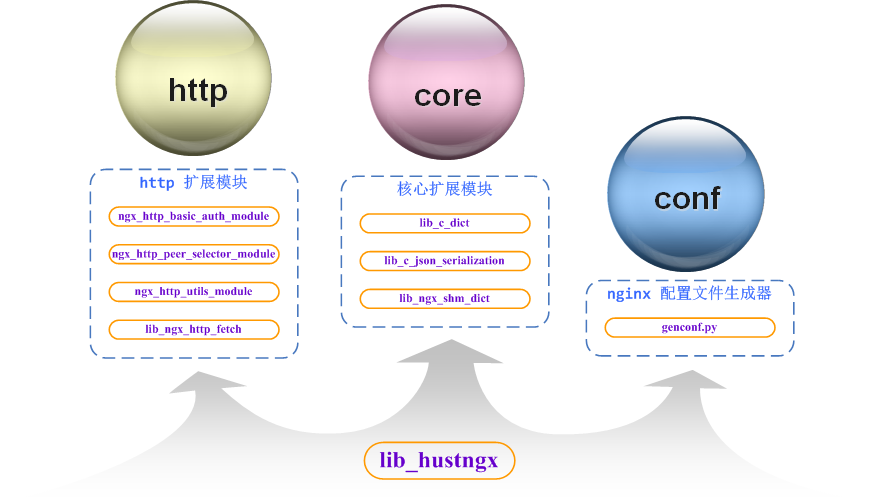 http
http 扩展模块
ngx_http_basic_auth_module
ngx_http_peer_selector_module
ngx_http_utils_module
lib_ngx_http_fetch
core
核心扩展模块
lib_c_dict
lib_c_json_serialization
lib_ngx_shm_dict
conf
nginx 配置文件生成器
genconf.py
lib_hustngx